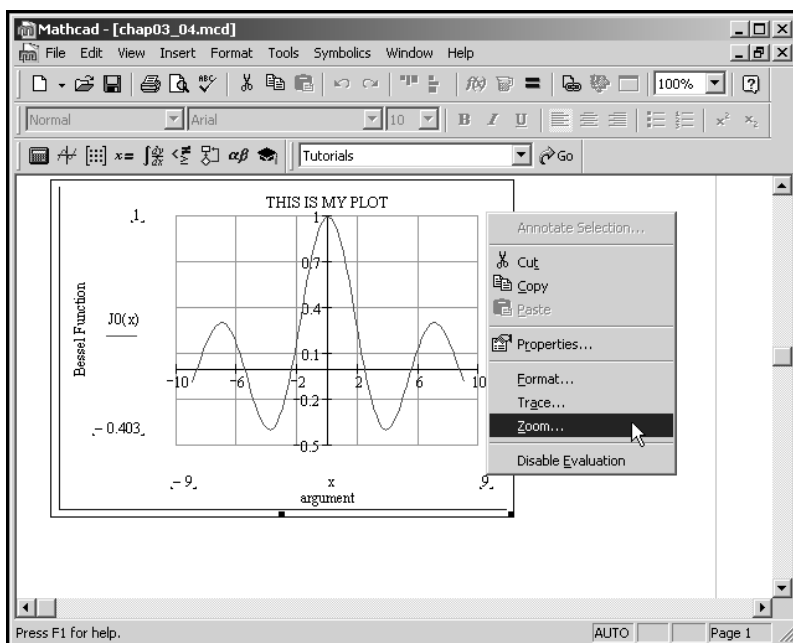 Mathcad - [chap03_04.mcd]
File Edit View Insert Format Tools Symbolics Window Help
100%
Normal Arial 10 B I U x² x₂
x= αβ Tutorials Go
THIS IS MY PLOT
1
1
0.7
0.4
0.1
-10 -6 -2 2 6 10
-0.2
-0.5
Bessel Function
J0(x)
-0.403
-9 x 9
argument
Annotate Selection...
Cut
Copy
Paste
Properties...
Format...
Trace...
Zoom...
Disable Evaluation
Press F1 for help. AUTO Page 1